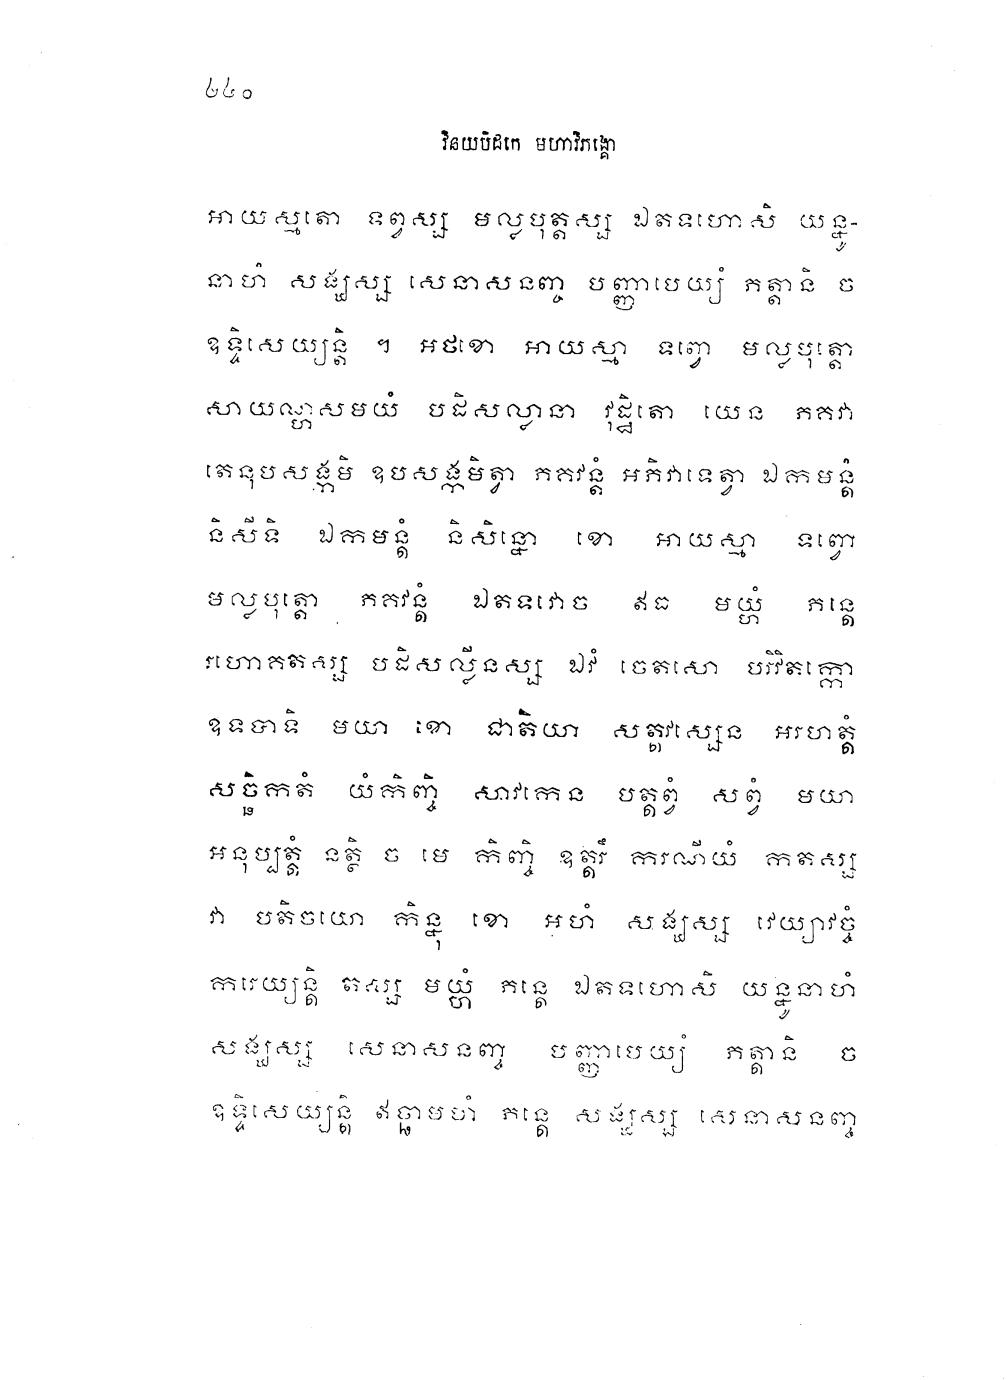 ៤៤០
វិនយបិដកេ មហាវិភង្គោ
អាយស្មតោ ទព្វស្ស មល្លបុត្តស្ស ឯតទហោសិ យន្នូ-
នាហំ សង្ឃស្ស សេនាសនញ្ច បញ្ញាបេយ្យំ ភត្តានិ ច
ឧទ្ទិសេយ្យន្តិ ។ អថខោ អាយស្មា ទព្វោ មល្លបុត្តោ
សាយណ្ហសមយំ បដិសល្លានា វុដ្ឋិតោ យេន ភគវា
តេនុបសង្កមិ ឧបសង្កមិត្វា ភគវន្តំ អភិវាទេត្វា ឯកមន្តំ
និសីទិ ឯកមន្តំ និសិន្នោ ខោ អាយស្មា ទព្វោ
មល្លបុត្តោ ភគវន្តំ ឯតទវោច ឥធ មយ្ហំ ភន្តេ
រហោគតស្ស បដិសល្លីនស្ស ឯវំ ចេតសោ បរិវិតក្កោ
ឧទបាទិ មយា ខោ ជាតិយា សត្តវស្សេន អរហត្តំ
សច្ឆិកតំ យំកិញ្ចិ សាវកេន បត្តព្វំ សព្វំ មយា
អនុប្បត្តំ នត្ថិ ច មេ កិញ្ចិ ឧត្តរឹ ករណីយំ កតស្ស
វា បតិចយោ កិន្នុ ខោ អហំ សង្ឃស្ស វេយ្យាវច្ចំ
ករេយ្យន្តិ តស្ស មយ្ហំ ភន្តេ ឯតទហោសិ យន្នូនាហំ
សង្ឃស្ស សេនាសនញ្ច បញ្ញាបេយ្យំ ភត្តានិ ច
ឧទ្ទិសេយ្យន្តិ ឥច្ឆាមហំ ភន្តេ សង្ឃស្ស សេនាសនញ្ច